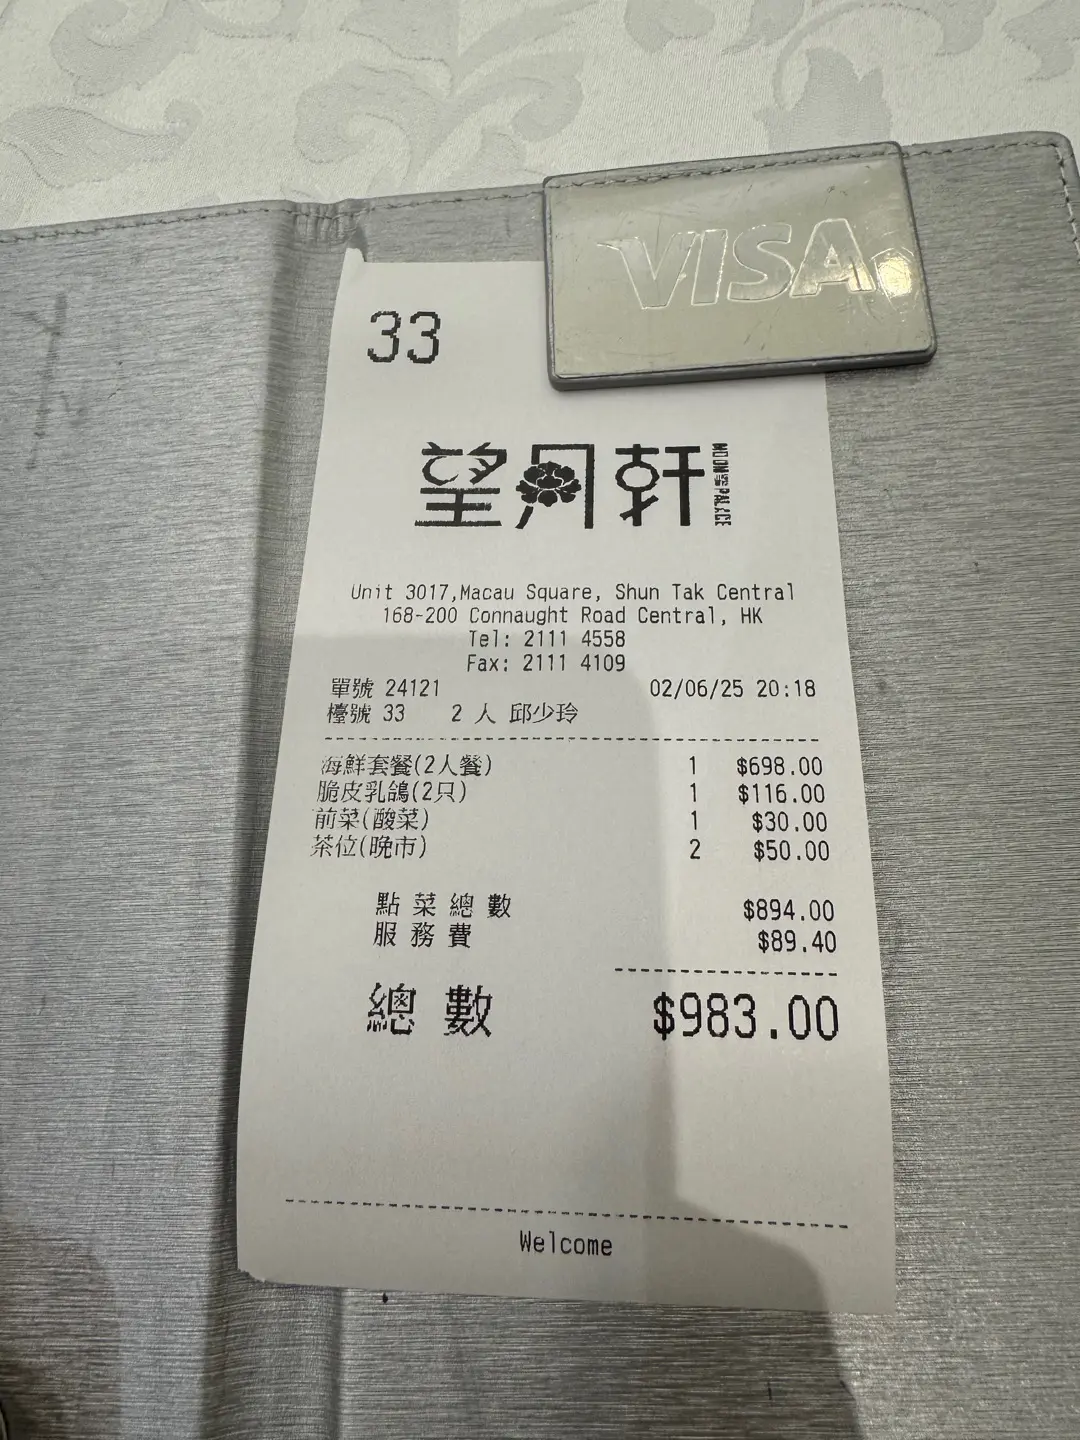 VISA
33
望月軒 MOON PALACE
Unit 3017,Macau Square, Shun Tak Central
168-200 Connaught Road Central, HK
Tel: 2111 4558
Fax: 2111 4109
單號 24121 02/06/25 20:18
檯號 33 2 人 邱少玲
海鮮套餐(2人餐) 1 $698.00
脆皮乳鴿(2只) 1 $116.00
前菜(酸菜) 1 $30.00
茶位(晚市) 2 $50.00
點菜總數 $894.00
服務費 $89.40
總數 $983.00
Welcome